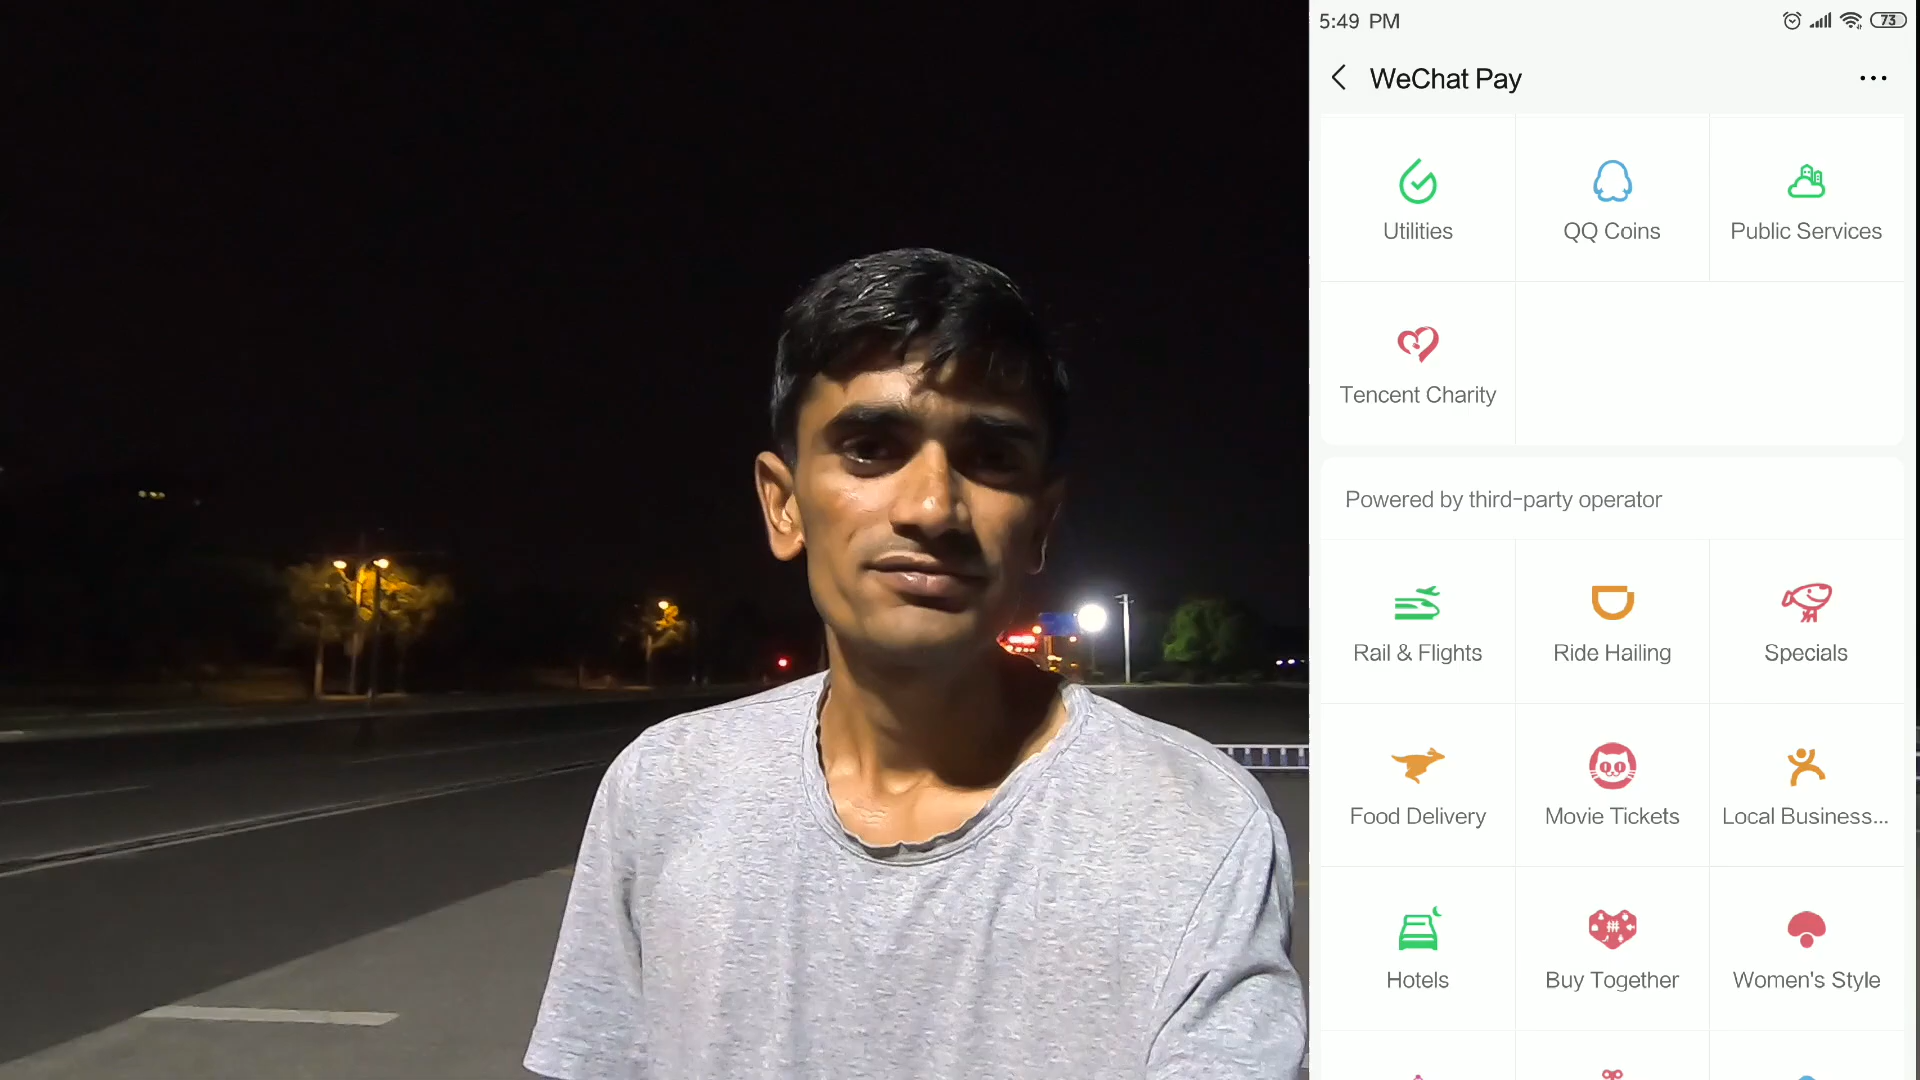 5:49 PM
73
WeChat Pay
Utilities
QQ Coins
Public Services
Tencent Charity
Powered by third-party operator
Rail & Flights
Ride Hailing
Specials
Food Delivery
Movie Tickets
Local Business...
Hotels
Buy Together
Women's Style